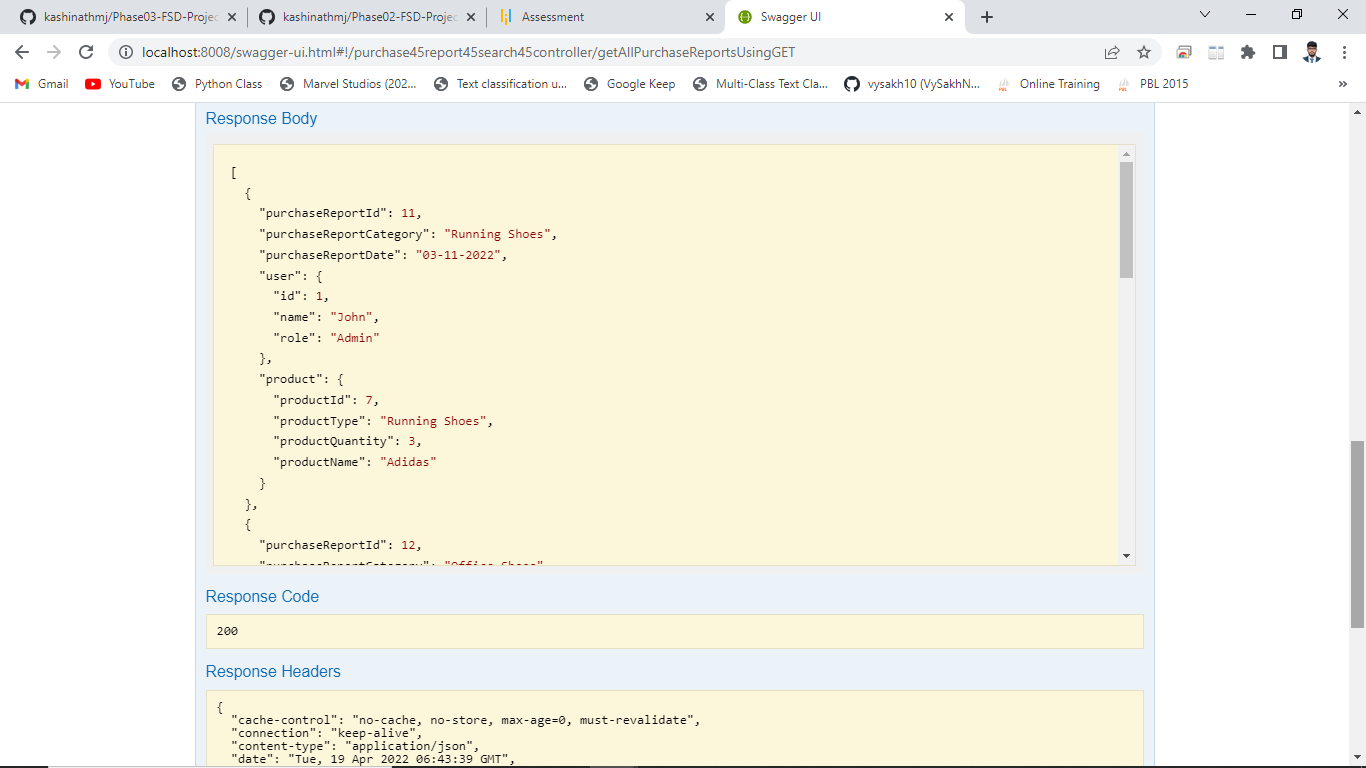 kashinathmj/Phase03-FSD-Projec
kashinathmj/Phase02-FSD-Projec
Assessment
Swagger UI
localhost:8008/swagger-ui.html#!/purchase45report45search45controller/getAllPurchaseReportsUsingGET
Gmail
YouTube
Python Class
Marvel Studios (202...
Text classification u...
Google Keep
Multi-Class Text Cla...
vysakh10 (VySakhN...
PBL
Online Training
PBL
PBL 2015
»
Response Body
[
{
"purchaseReportId": 11,
"purchaseReportCategory": "Running Shoes",
"purchaseReportDate": "03-11-2022",
"user": {
"id": 1,
"name": "John",
"role": "Admin"
},
"product": {
"productId": 7,
"productType": "Running Shoes",
"productQuantity": 3,
"productName": "Adidas"
}
},
{
"purchaseReportId": 12,
"purchaseReportCategory": "Office Shoes"
Response Code
200
Response Headers
{
"cache-control": "no-cache, no-store, max-age=0, must-revalidate",
"connection": "keep-alive",
"content-type": "application/json",
"date": "Tue, 19 Apr 2022 06:43:39 GMT",